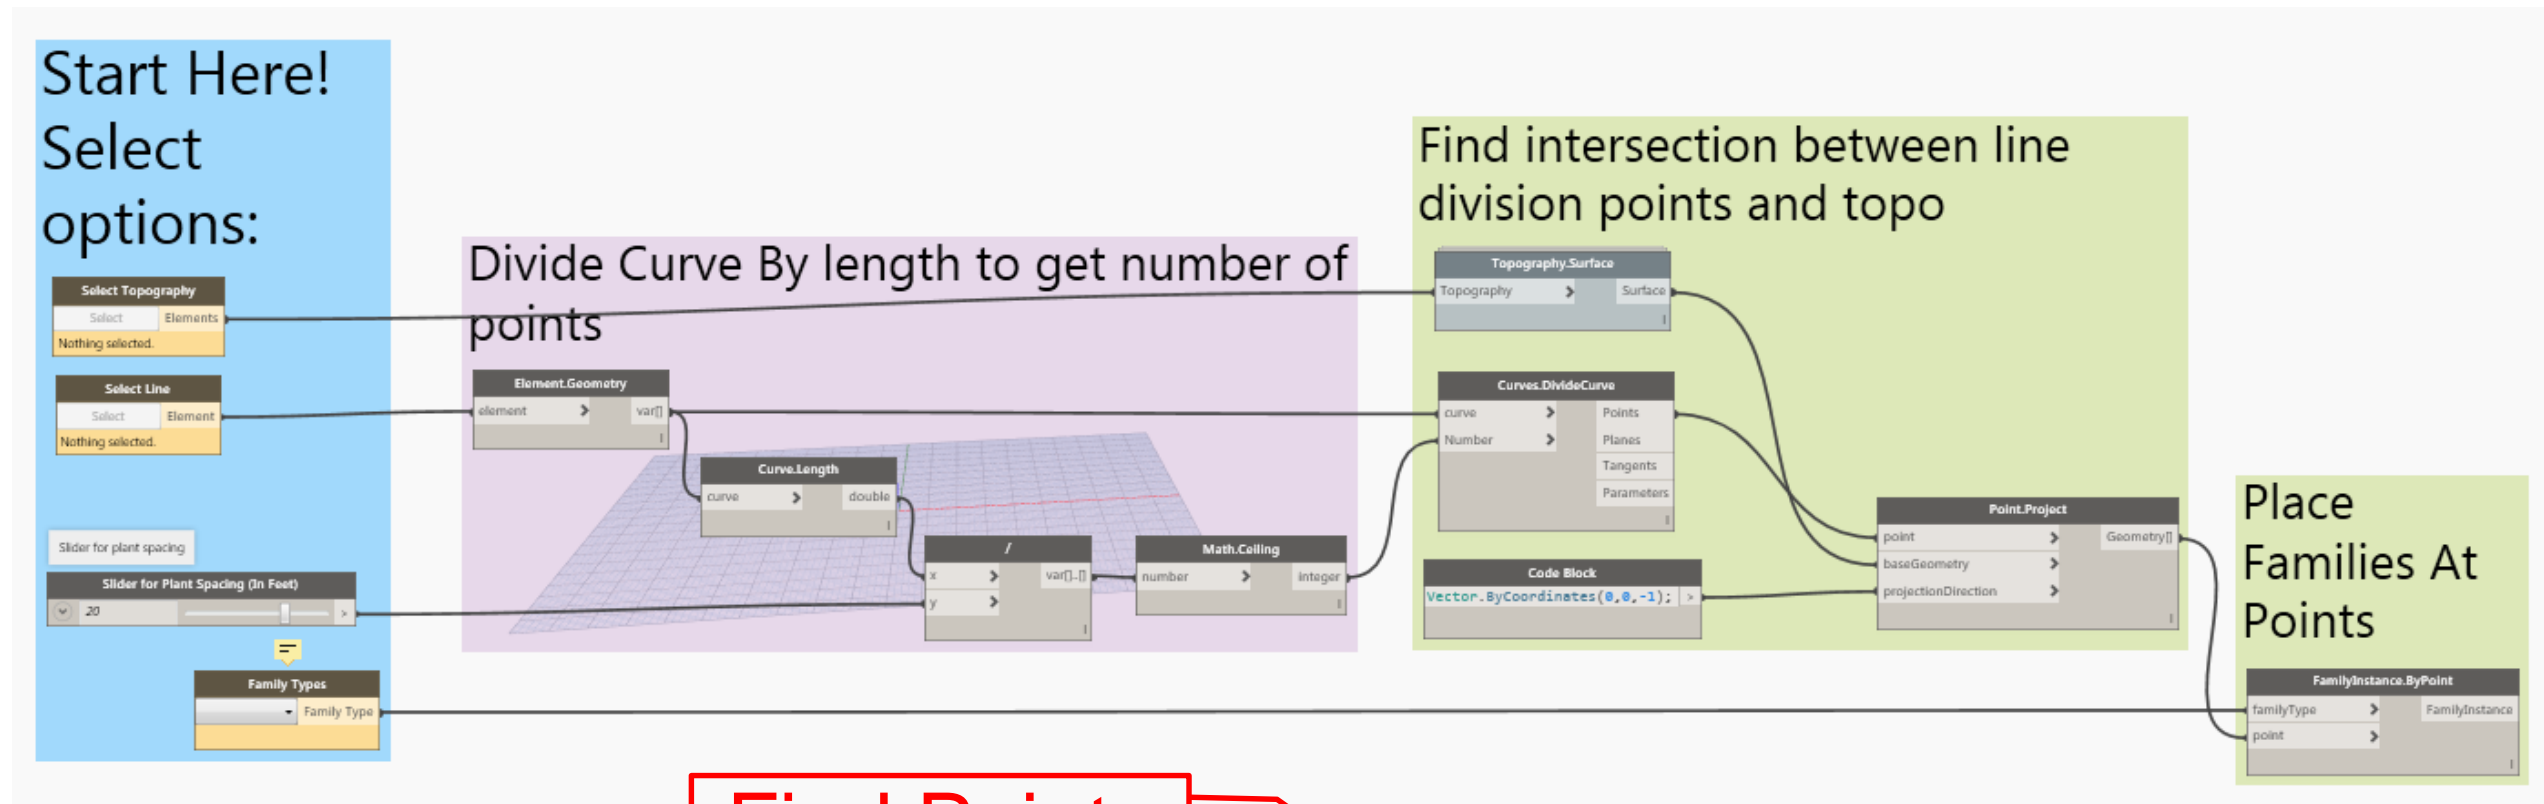 Start Here!
Select
options:
Select Topography
Select
Elements
Nothing selected.
Select Line
Select
Element
Nothing selected.
Slider for plant spacing
Slider for Plant Spacing (In Feet)
20
>
Family Types
Family Type
Divide Curve By length to get number of
points
Element.Geometry
element
var[]
Curve.Length
curve
double
/
x
var[]..[]
y
Math.Ceiling
number
integer
Find intersection between line
division points and topo
Topography.Surface
Topography
Surface
Curves.DivideCurve
curve
Points
Number
Planes
Tangents
Parameters
Code Block
Vector.ByCoordinates(0,0,-1);
>
Point.Project
point
Geometry[]
baseGeometry
projectionDirection
Place
Families At
Points
FamilyInstance.ByPoint
familyType
FamilyInstance
point